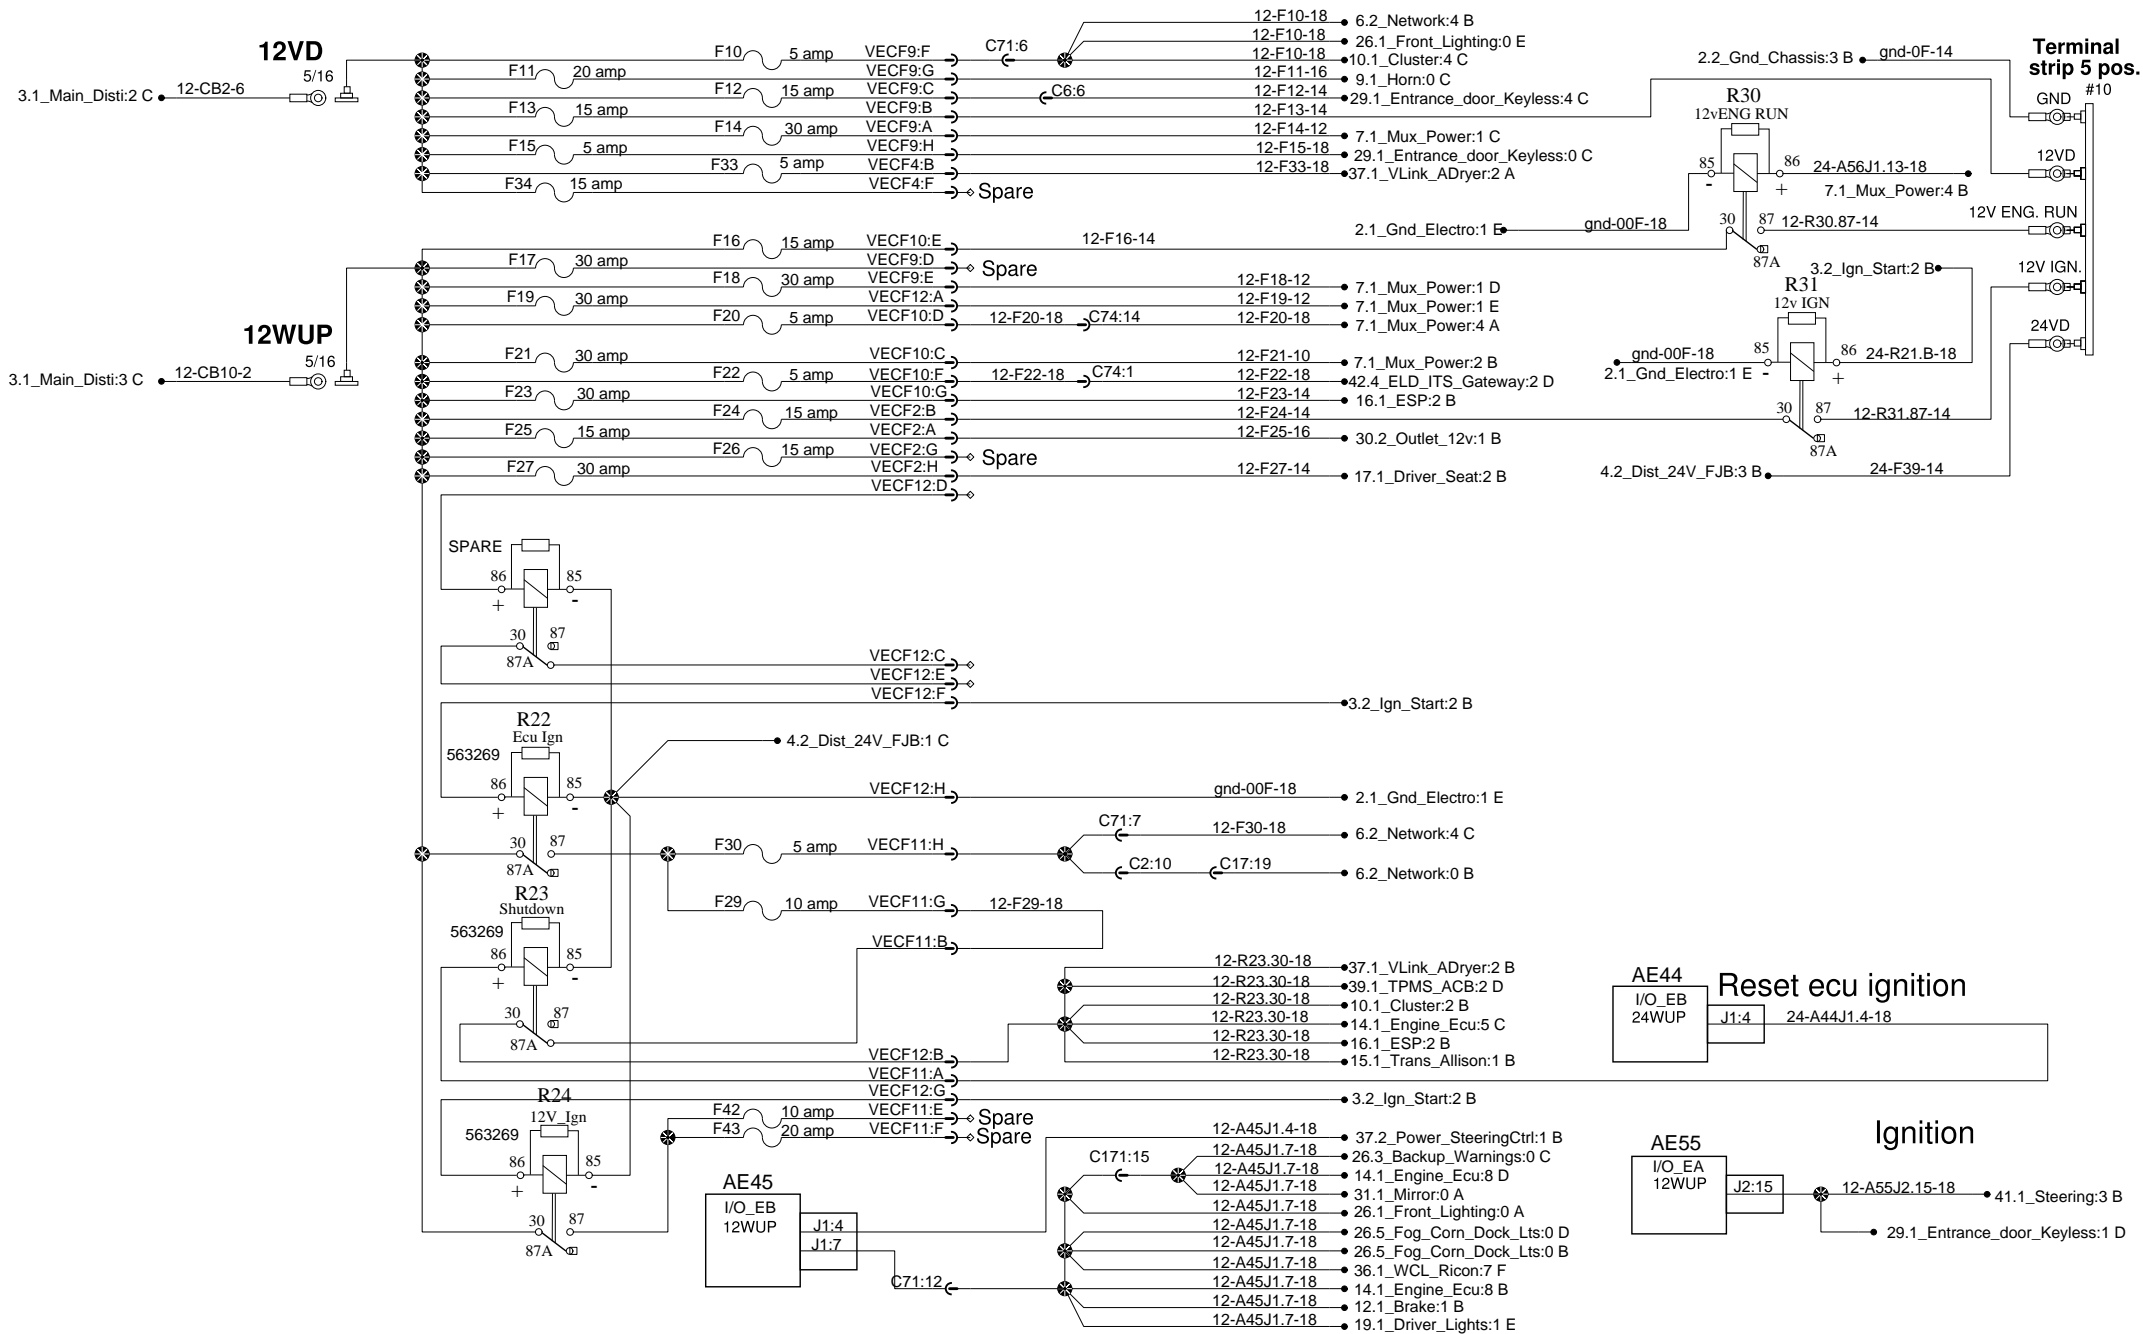 12VD
5/16
3.1_Main_Disti:2 C
12-CB2-6
F10 5 amp VECF9:F C71:6
12-F10-18 6.2_Network:4 B
12-F10-18 26.1_Front_Lighting:0 E
12-F10-18 10.1_Cluster:4 C
F11 20 amp VECF9:G 12-F11-16 9.1_Horn:0 C
F12 15 amp VECF9:C C6:6 12-F12-14 29.1_Entrance_door_Keyless:4 C
F13 15 amp VECF9:B 12-F13-14
F14 30 amp VECF9:A 12-F14-12 7.1_Mux_Power:1 C
F15 5 amp VECF9:H 12-F15-18 29.1_Entrance_door_Keyless:0 C
F33 5 amp VECF4:B 12-F33-18 37.1_VLink_ADryer:2 A
F34 15 amp VECF4:F Spare
2.2_Gnd_Chassis:3 B gnd-0F-14
Terminal
strip 5 pos.
#10
GND
12VD
12V ENG. RUN
12V IGN.
24VD
R30
12vENG RUN
85 86 24-A56J1.13-18
- +
7.1_Mux_Power:4 B
2.1_Gnd_Electro:1 E gnd-00F-18
30 87 12-R30.87-14
87A
3.2_Ign_Start:2 B
R31
12v IGN
gnd-00F-18 85 86 24-R21.B-18
2.1_Gnd_Electro:1 E - +
30 87 12-R31.87-14
87A
4.2_Dist_24V_FJB:3 B 24-F39-14
12WUP
5/16
3.1_Main_Disti:3 C
12-CB10-2
F16 15 amp VECF10:E 12-F16-14
F17 30 amp VECF9:D Spare
F18 30 amp VECF9:E 12-F18-12 7.1_Mux_Power:1 D
F19 30 amp VECF12:A 12-F19-12 7.1_Mux_Power:1 E
F20 5 amp VECF10:D 12-F20-18 C74:14 12-F20-18 7.1_Mux_Power:4 A
F21 30 amp VECF10:C 12-F21-10 7.1_Mux_Power:2 B
F22 5 amp VECF10:F 12-F22-18 C74:1 12-F22-18 42.4_ELD_ITS_Gateway:2 D
F23 30 amp VECF10:G 12-F23-14 16.1_ESP:2 B
F24 15 amp VECF2:B 12-F24-14
F25 15 amp VECF2:A 12-F25-16 30.2_Outlet_12v:1 B
F26 15 amp VECF2:G Spare
F27 30 amp VECF2:H 12-F27-14 17.1_Driver_Seat:2 B
VECF12:D
SPARE
86 85
+ -
30 87
87A
VECF12:C
VECF12:E
VECF12:F 3.2_Ign_Start:2 B
R22
Ecu Ign
563269
4.2_Dist_24V_FJB:1 C
86 85
+ -
VECF12:H gnd-00F-18 2.1_Gnd_Electro:1 E
30 87
87A
F30 5 amp VECF11:H
C71:7 12-F30-18 6.2_Network:4 C
C2:10 C17:19 6.2_Network:0 B
R23
Shutdown
563269
F29 10 amp VECF11:G 12-F29-18
VECF11:B
86 85
+ -
30 87
87A
12-R23.30-18 37.1_VLink_ADryer:2 B
12-R23.30-18 39.1_TPMS_ACB:2 D
12-R23.30-18 10.1_Cluster:2 B
12-R23.30-18 14.1_Engine_Ecu:5 C
12-R23.30-18 16.1_ESP:2 B
12-R23.30-18 15.1_Trans_Allison:1 B
VECF12:B
VECF11:A
AE44
Reset ecu ignition
I/O_EB
24WUP
J1:4 24-A44J1.4-18
R24
12V_Ign
563269
VECF12:G 3.2_Ign_Start:2 B
F42 10 amp VECF11:E Spare
F43 20 amp VECF11:F Spare
86 85
+ -
30 87
87A
AE45
I/O_EB
12WUP
J1:4
J1:7
C71:12
C171:15
12-A45J1.4-18 37.2_Power_SteeringCtrl:1 B
12-A45J1.7-18 26.3_Backup_Warnings:0 C
12-A45J1.7-18 14.1_Engine_Ecu:8 D
12-A45J1.7-18 31.1_Mirror:0 A
12-A45J1.7-18 26.1_Front_Lighting:0 A
12-A45J1.7-18 26.5_Fog_Corn_Dock_Lts:0 D
12-A45J1.7-18 26.5_Fog_Corn_Dock_Lts:0 B
12-A45J1.7-18 36.1_WCL_Ricon:7 F
12-A45J1.7-18 14.1_Engine_Ecu:8 B
12-A45J1.7-18 12.1_Brake:1 B
12-A45J1.7-18 19.1_Driver_Lights:1 E
Ignition
AE55
I/O_EA
12WUP
J2:15 12-A55J2.15-18 41.1_Steering:3 B
29.1_Entrance_door_Keyless:1 D